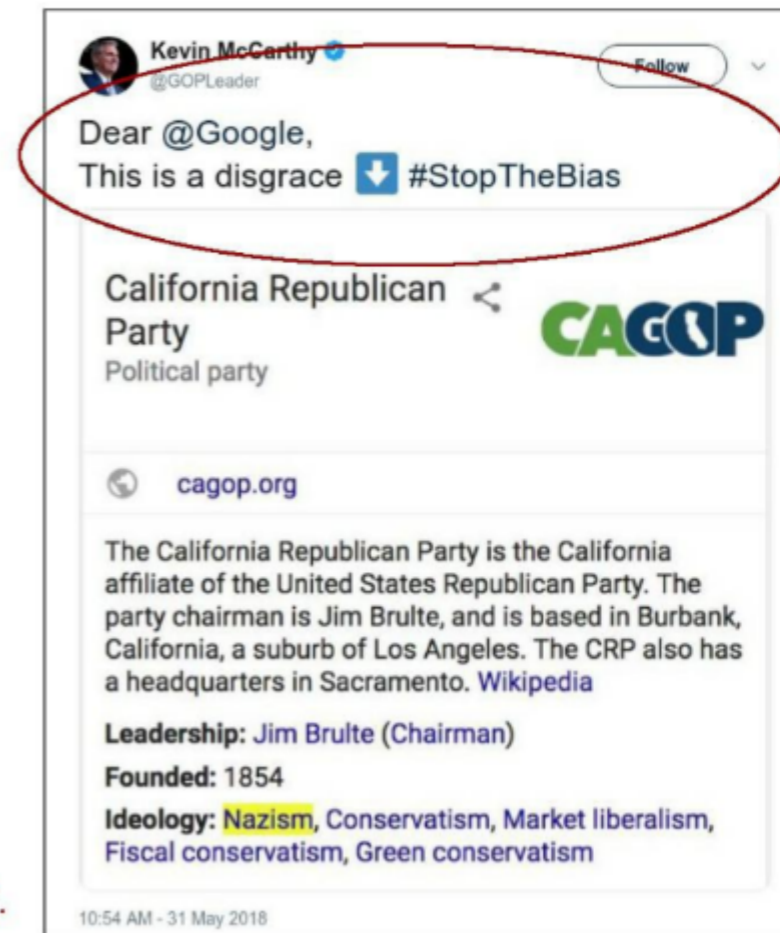 Kevin McCarthy
@GOPLeader
Follow
Dear @Google,
This is a disgrace ⬇️ #StopTheBias
California Republican
Party
Political party
CAGOP
cagop.org
The California Republican Party is the California
affiliate of the United States Republican Party. The
party chairman is Jim Brulte, and is based in Burbank,
California, a suburb of Los Angeles. The CRP also has
a headquarters in Sacramento. Wikipedia
Leadership: Jim Brulte (Chairman)
Founded: 1854
Ideology: Nazism, Conservatism, Market liberalism,
Fiscal conservatism, Green conservatism
10:54 AM - 31 May 2018